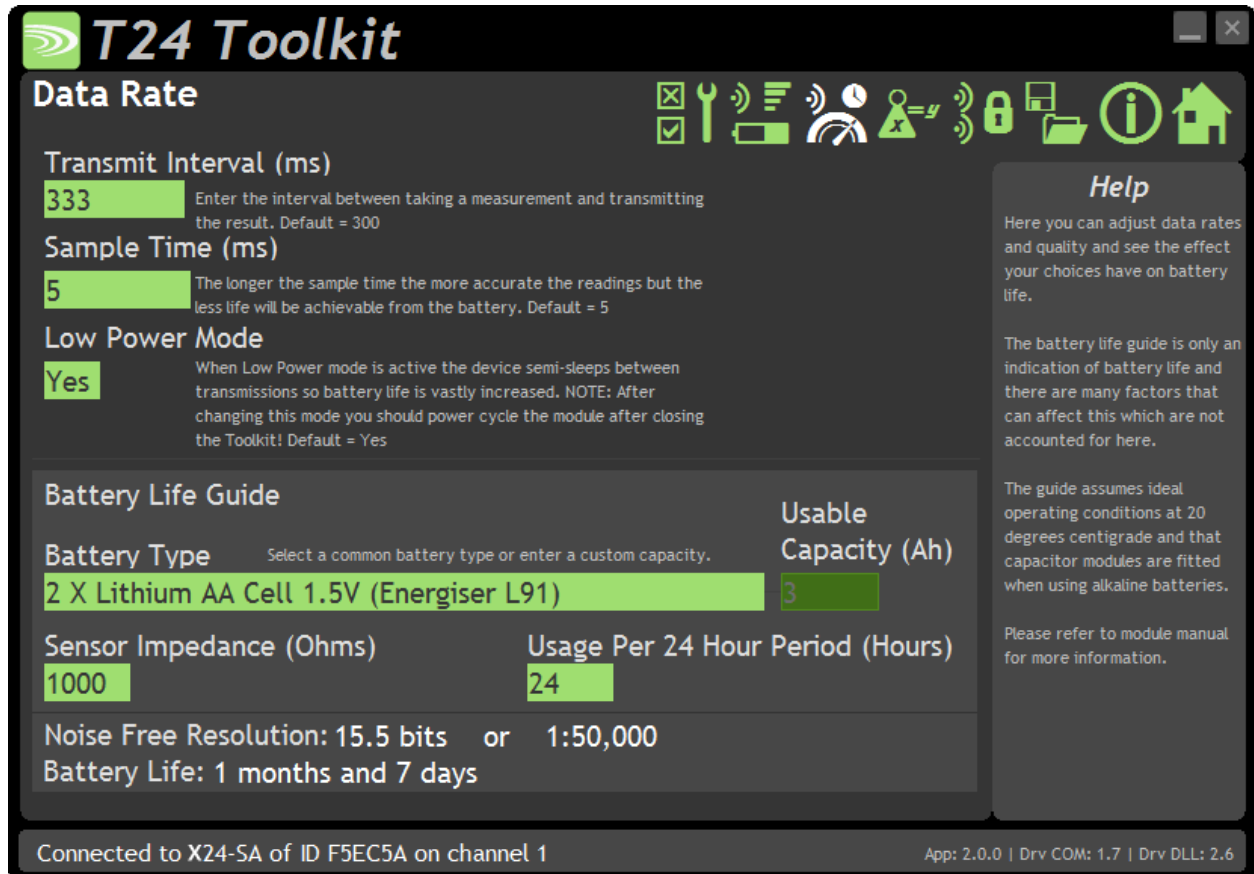 T24 Toolkit
Data Rate
x=y
Transmit Interval (ms)
333
Enter the interval between taking a measurement and transmitting
the result. Default = 300
Sample Time (ms)
5
The longer the sample time the more accurate the readings but the
less life will be achievable from the battery. Default = 5
Low Power Mode
Yes
When Low Power mode is active the device semi-sleeps between
transmissions so battery life is vastly increased. NOTE: After
changing this mode you should power cycle the module after closing
the Toolkit! Default = Yes
Battery Life Guide
Battery Type
Select a common battery type or enter a custom capacity.
Usable
Capacity (Ah)
2 X Lithium AA Cell 1.5V (Energiser L91)
3
Sensor Impedance (Ohms)
1000
Usage Per 24 Hour Period (Hours)
24
Noise Free Resolution: 15.5 bits or 1:50,000
Battery Life: 1 months and 7 days
Help
Here you can adjust data rates
and quality and see the effect
your choices have on battery
life.
The battery life guide is only an
indication of battery life and
there are many factors that
can affect this which are not
accounted for here.
The guide assumes ideal
operating conditions at 20
degrees centigrade and that
capacitor modules are fitted
when using alkaline batteries.
Please refer to module manual
for more information.
Connected to X24-SA of ID F5EC5A on channel 1
App: 2.0.0 | Drv COM: 1.7 | Drv DLL: 2.6